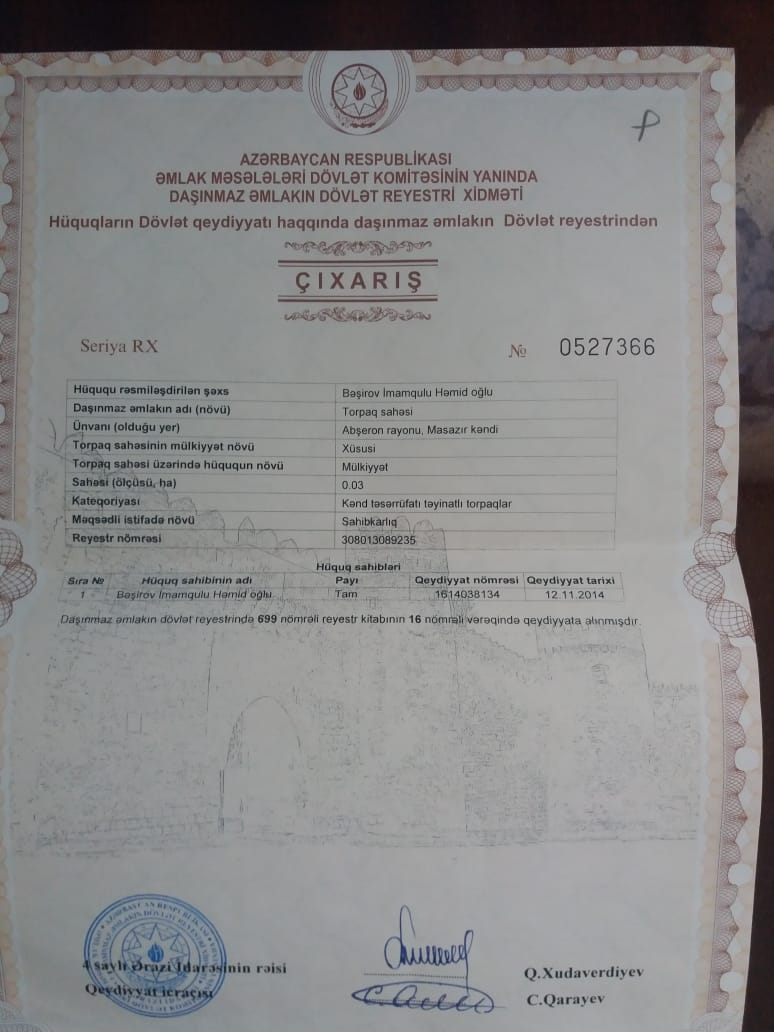 AZƏRBAYCAN RESPUBLİKASI
ƏMLAK MƏSƏLƏLƏRİ DÖVLƏT KOMİTƏSİNİN YANINDA
DAŞINMAZ ƏMLAKIN DÖVLƏT REYESTRİ XİDMƏTİ
Hüquqların Dövlət qeydiyyatı haqqında daşınmaz əmlakın Dövlət reyestrindən
ÇIXARIŞ
Seriya RX № 0527366
Hüququ rəsmiləşdirilən şəxs Bəşirov İmamqulu Həmid oğlu
Daşınmaz əmlakın adı (növü) Torpaq sahəsi
Ünvanı (olduğu yer) Abşeron rayonu, Masazır kəndi
Torpaq sahəsinin mülkiyyət növü Xüsusi
Torpaq sahəsi üzərində hüququn növü Mülkiyyət
Sahəsi (ölçüsü, ha) 0.03
Kateqoriyası Kənd təsərrüfatı təyinatlı torpaqlar
Məqsədli istifadə növü Sahibkarlıq
Reyestr nömrəsi 308013089235
Hüquq sahibləri
Sıra № Hüquq sahibinin adı Payı Qeydiyyat nömrəsi Qeydiyyat tarixi
1 Bəşirov İmamqulu Həmid oğlu Tam 1614038134 12.11.2014
Daşınmaz əmlakın dövlət reyestrində 699 nömrəli reyestr kitabının 16 nömrəli vərəqində qeydiyyata alınmışdır.
4 saylı Ərazi İdarəsinin rəisi Q.Xudaverdiyev
Qeydiyyat icraçısı C.Qarayev